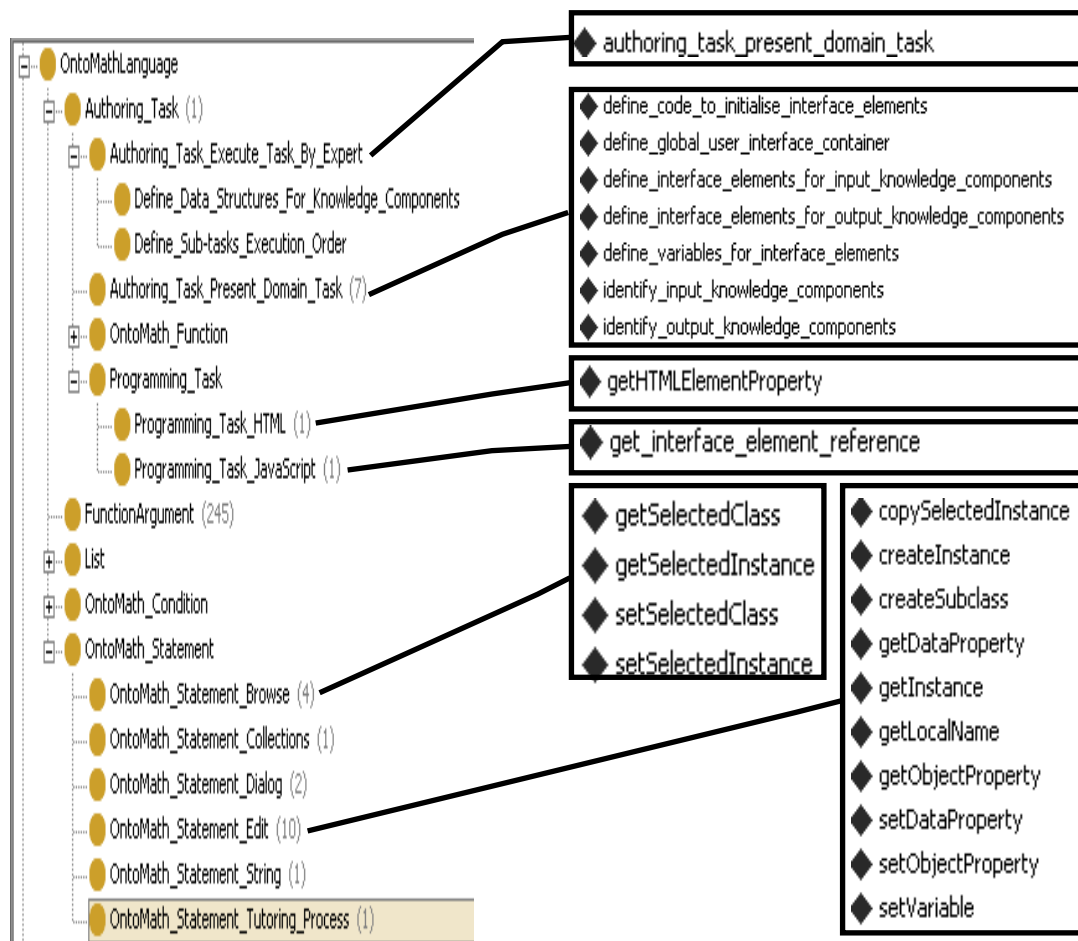 OntoMathLanguage
Authoring_Task (1)
Authoring_Task_Execute_Task_By_Expert
Define_Data_Structures_For_Knowledge_Components
Define_Sub-tasks_Execution_Order
Authoring_Task_Present_Domain_Task (7)
OntoMath_Function
Programming_Task
Programming_Task_HTML (1)
Programming_Task_JavaScript (1)
FunctionArgument (245)
List
OntoMath_Condition
OntoMath_Statement
OntoMath_Statement_Browse (4)
OntoMath_Statement_Collections (1)
OntoMath_Statement_Dialog (2)
OntoMath_Statement_Edit (10)
OntoMath_Statement_String (1)
OntoMath_Statement_Tutoring_Process (1)
authoring_task_present_domain_task
define_code_to_initialise_interface_elements
define_global_user_interface_container
define_interface_elements_for_input_knowledge_components
define_interface_elements_for_output_knowledge_components
define_variables_for_interface_elements
identify_input_knowledge_components
identify_output_knowledge_components
getHTMLElementProperty
get_interface_element_reference
getSelectedClass
getSelectedInstance
setSelectedClass
setSelectedInstance
copySelectedInstance
createInstance
createSubclass
getDataProperty
getInstance
getLocalName
getObjectProperty
setDataProperty
setObjectProperty
setVariable